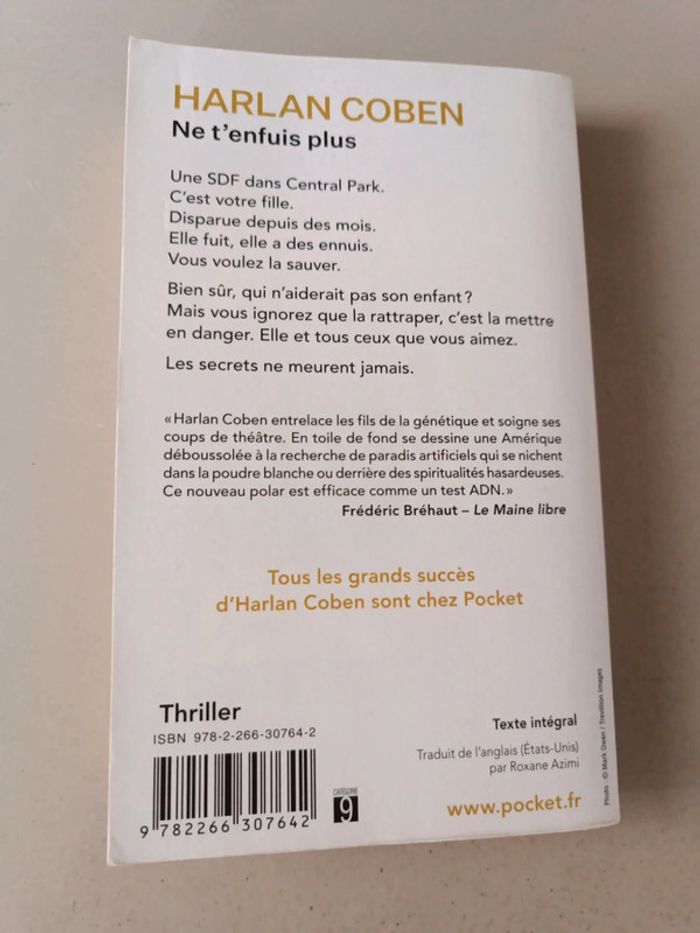 HARLAN COBEN
Ne t'enfuis plus
Une SDF dans Central Park.
C'est votre fille.
Disparue depuis des mois.
Elle fuit, elle a des ennuis.
Vous voulez la sauver.
Bien sûr, qui n'aiderait pas son enfant ?
Mais vous ignorez que la rattraper, c'est la mettre
en danger. Elle et tous ceux que vous aimez.
Les secrets ne meurent jamais.
« Harlan Coben entrelace les fils de la génétique et soigne ses
coups de théâtre. En toile de fond se dessine une Amérique
déboussolée à la recherche de paradis artificiels qui se nichent
dans la poudre blanche ou derrière des spiritualités hasardeuses.
Ce nouveau polar est efficace comme un test ADN. »
Frédéric Bréhaut – Le Maine libre
Tous les grands succès
d'Harlan Coben sont chez Pocket
Thriller
ISBN 978-2-266-30764-2
9 782266 307642
CATÉGORIE
9
Texte intégral
Traduit de l'anglais (États-Unis)
par Roxane Azimi
www.pocket.fr
Photo : © Mark Owen / Trevillion Images